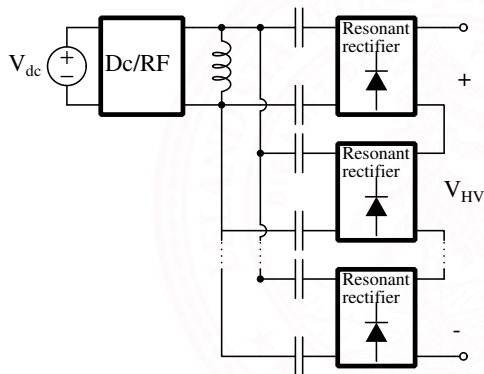 V_dc
+
−
Dc/RF
Resonant
rectifier
+
Resonant
rectifier
V_HV
Resonant
rectifier
-